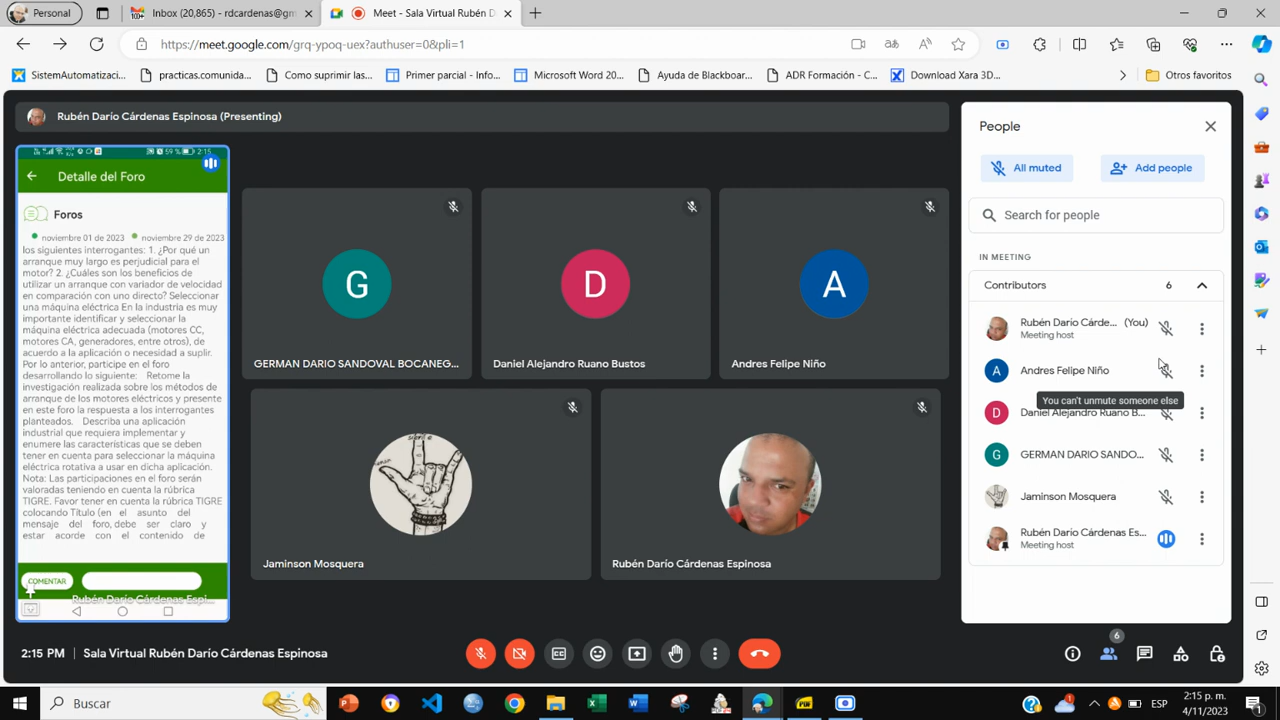 Personal
Inbox (20,865) - rdcardenas@gm
Meet - Sala Virtual Rubén D
https://meet.google.com/grq-ypoq-uex?authuser=0&pli=1
SistemAutomatizaci...
practicas.comunida...
Como suprimir las...
Primer parcial - Info...
Microsoft Word 20...
Ayuda de Blackboar...
ADR Formación - C...
Download Xara 3D...
Otros favoritos
Rubén Darío Cárdenas Espinosa (Presenting)
59 % 2:15
Detalle del Foro
Foros
noviembre 01 de 2023 noviembre 29 de 2023
los siguientes interrogantes: 1. ¿Por qué un
arranque muy largo es perjudicial para el
motor? 2. ¿Cuáles son los beneficios de
utilizar un arranque con variador de velocidad
en comparación con uno directo? Seleccionar
una máquina eléctrica En la industria es muy
importante identificar y seleccionar la
máquina eléctrica adecuada (motores CC,
motores CA, generadores, entre otros), de
acuerdo a la aplicación o necesidad a suplir.
Por lo anterior, participe en el foro
desarrollando lo siguiente: Retome la
investigación realizada sobre los métodos de
arranque de los motores eléctricos y presente
en este foro la respuesta a los interrogantes
planteados. Describa una aplicación
industrial que requiera implementar y
enumere las características que se deben
tener en cuenta para seleccionar la máquina
eléctrica rotativa a usar en dicha aplicación.
Nota: Las participaciones en el foro serán
valoradas teniendo en cuenta la rúbrica
TIGRE. Favor tener en cuenta la rúbrica TIGRE
colocando Título (en el asunto del
mensaje del foro, debe ser claro y
estar acorde con el contenido de
COMENTAR
Rubén Darío Cárdenas Espi...
G
GERMAN DARIO SANDOVAL BOCANEG...
D
Daniel Alejandro Ruano Bustos
A
Andres Felipe Niño
Jaminson Mosquera
Rubén Darío Cárdenas Espinosa
People
All muted
Add people
Search for people
IN MEETING
Contributors 6
Rubén Darío Cárde... (You)
Meeting host
A Andres Felipe Niño
You can't unmute someone else
D Daniel Alejandro Ruano B...
G GERMAN DARIO SANDO...
Jaminson Mosquera
Rubén Darío Cárdenas Es...
Meeting host
2:15 PM Sala Virtual Rubén Darío Cárdenas Espinosa
6
Buscar
ESP
2:15 p. m.
4/11/2023